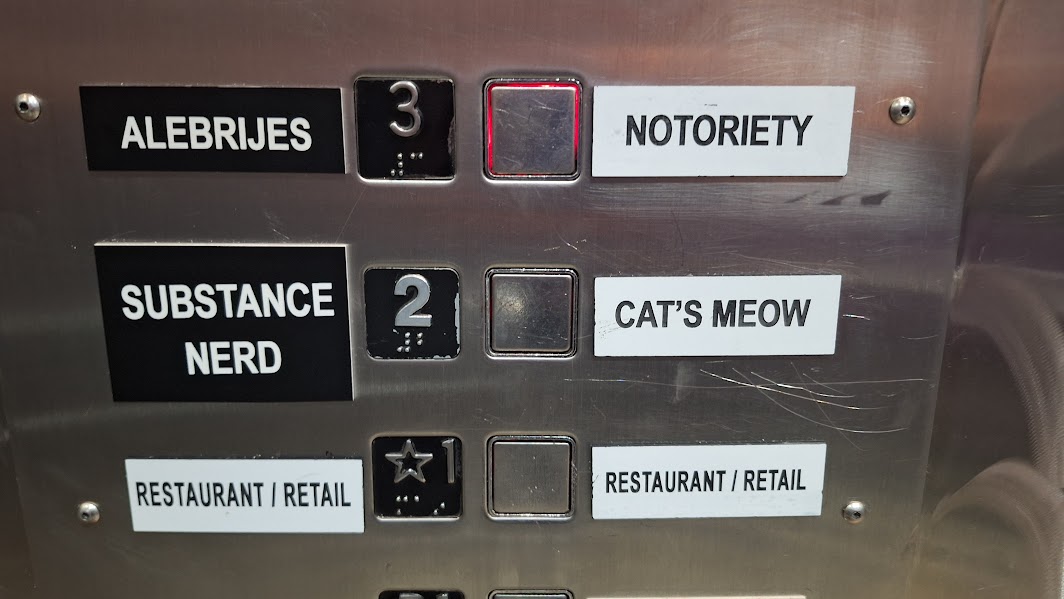 ALEBRIJES 3 NOTORIETY
SUBSTANCE
NERD
2 CAT'S MEOW
RESTAURANT / RETAIL ☆1 RESTAURANT / RETAIL